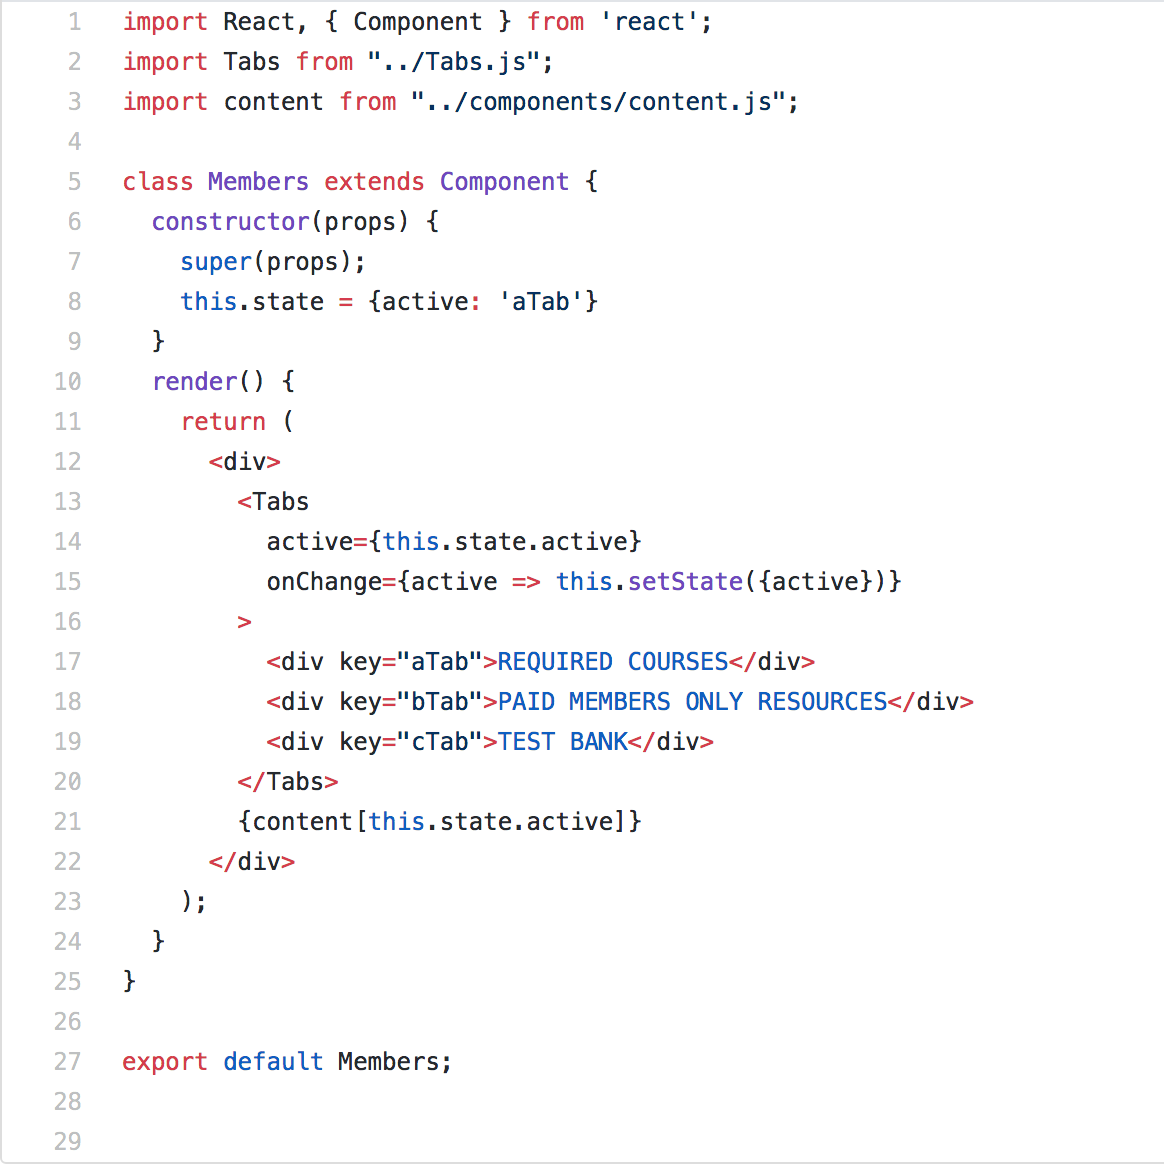 1 import React, { Component } from 'react';
2 import Tabs from "../Tabs.js";
3 import content from "../components/content.js";
4
5 class Members extends Component {
6 constructor(props) {
7 super(props);
8 this.state = {active: 'aTab'}
9 }
10 render() {
11 return (
12 <div>
13 <Tabs
14 active={this.state.active}
15 onChange={active => this.setState({active})}
16 >
17 <div key="aTab">REQUIRED COURSES</div>
18 <div key="bTab">PAID MEMBERS ONLY RESOURCES</div>
19 <div key="cTab">TEST BANK</div>
20 </Tabs>
21 {content[this.state.active]}
22 </div>
23 );
24 }
25 }
26
27 export default Members;
28
29